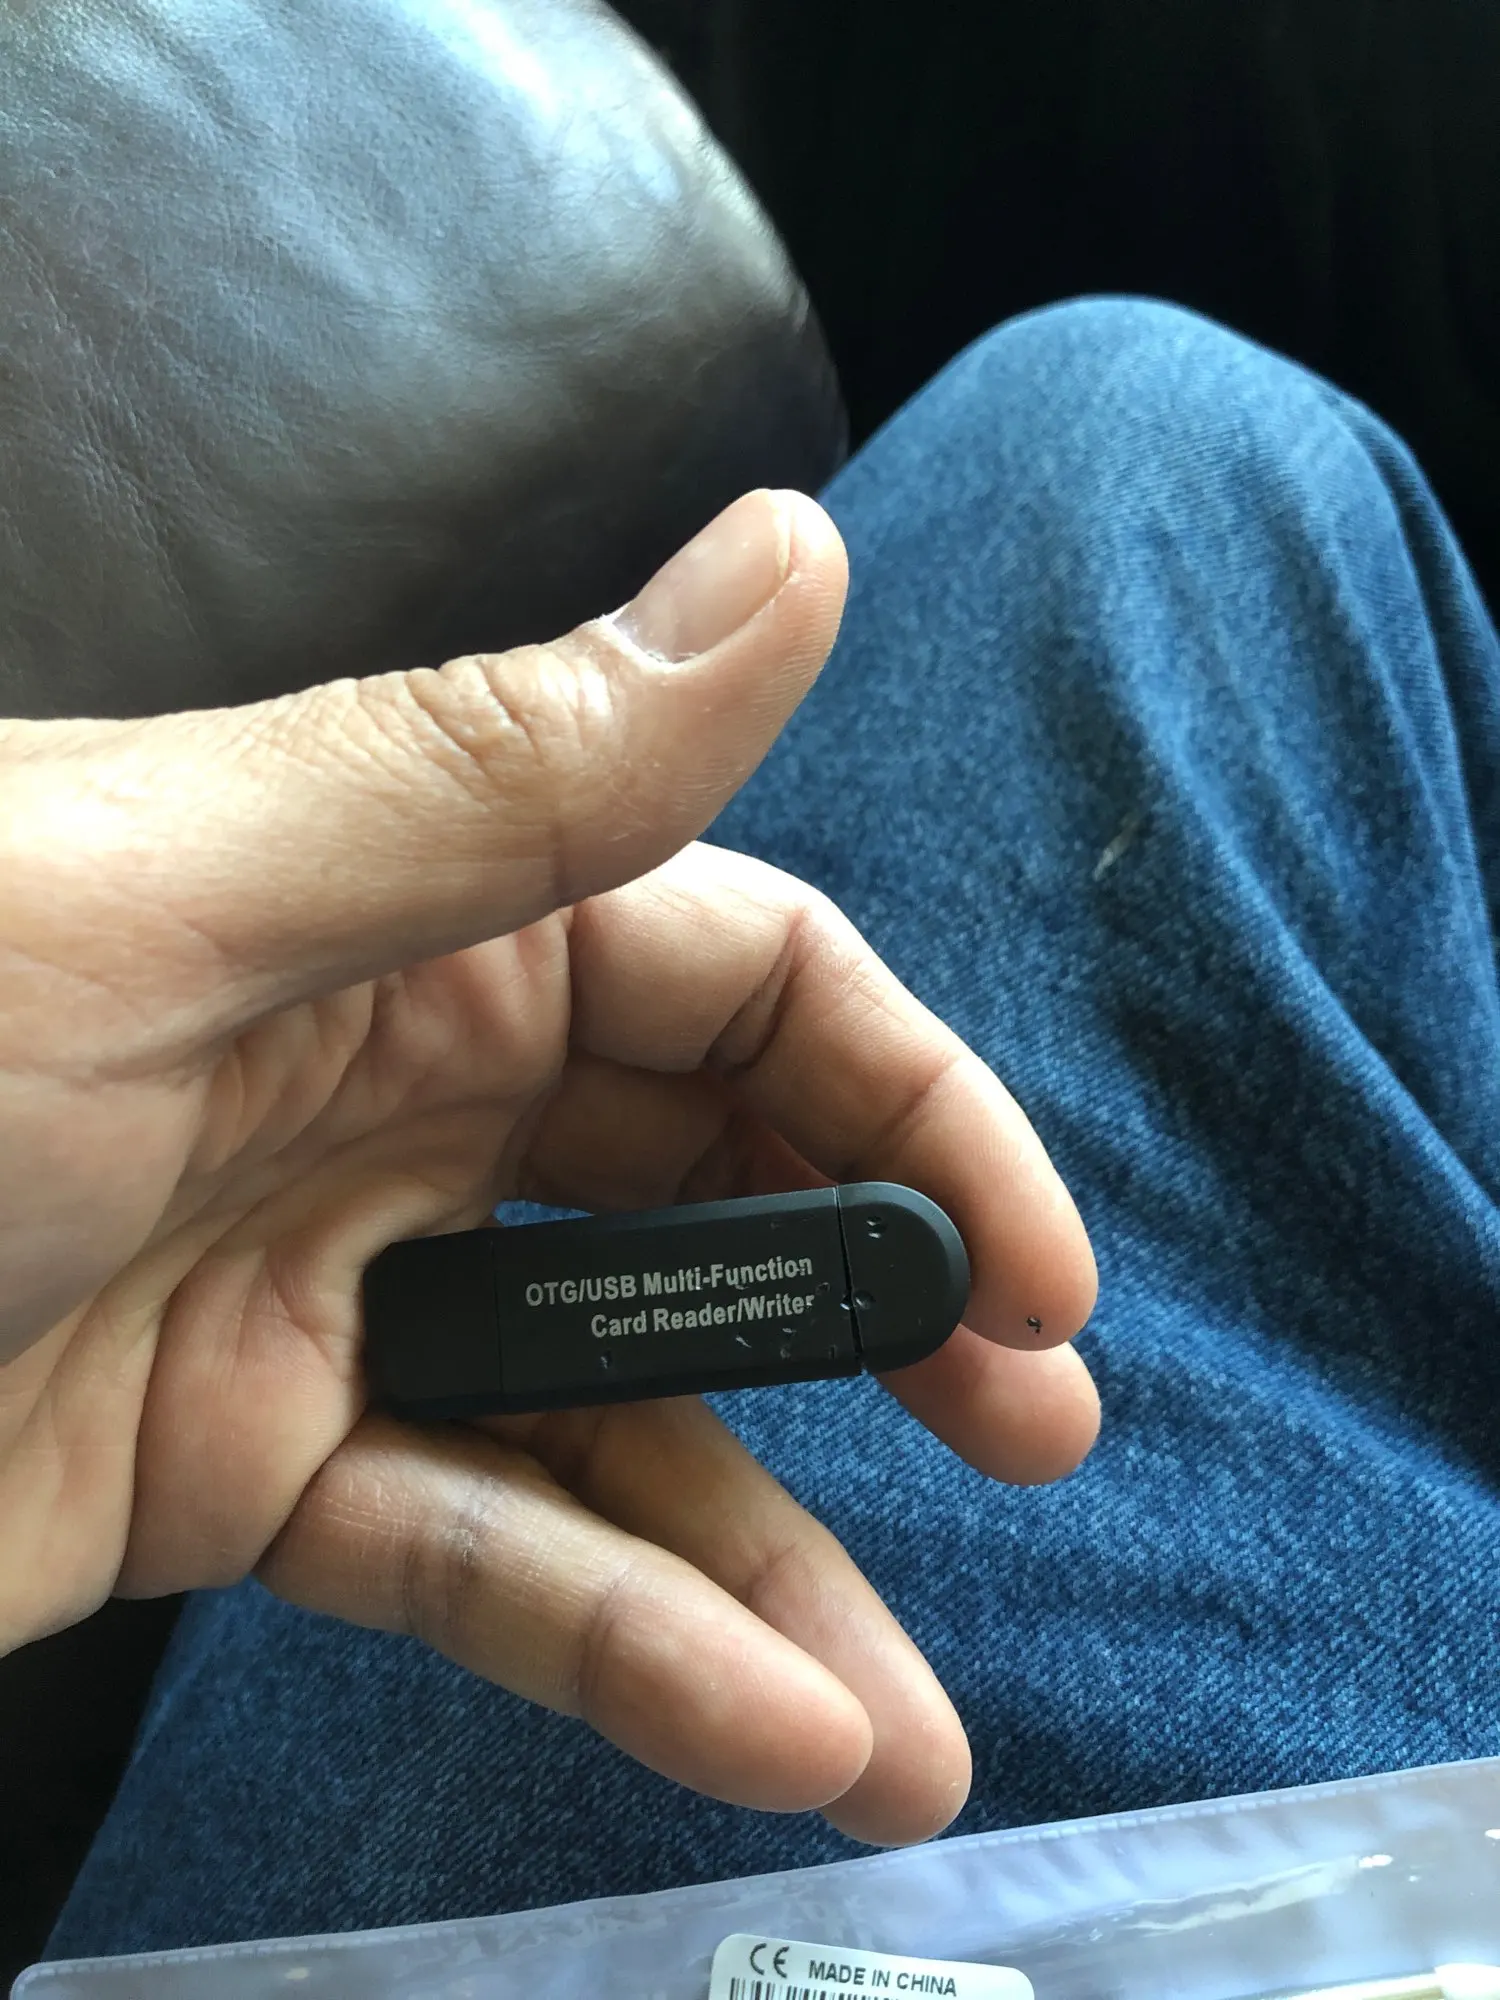 OTG/USB Multi-Function
Card Reader/Writer
CE MADE IN CHINA